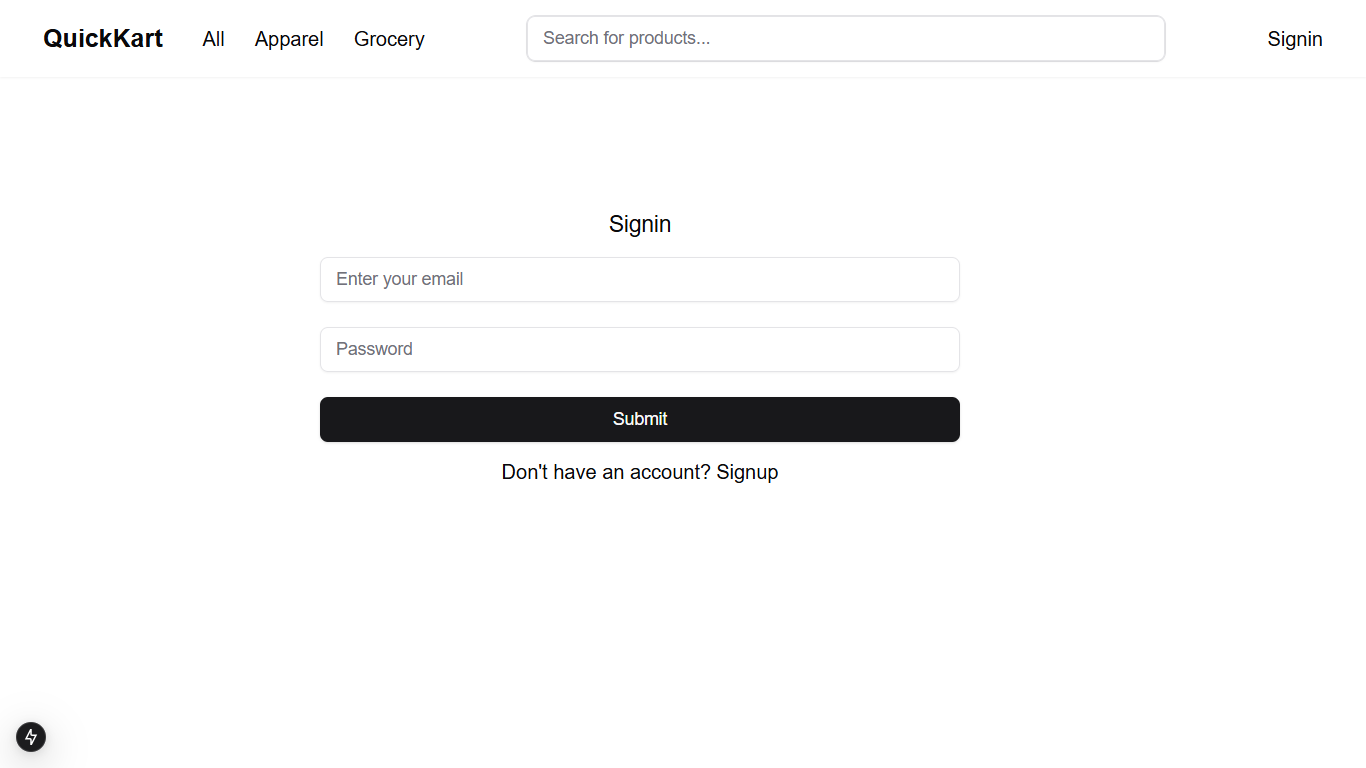 QuickKart All Apparel Grocery Search for products... Signin
Signin
Enter your email
Password
Submit
Don't have an account? Signup